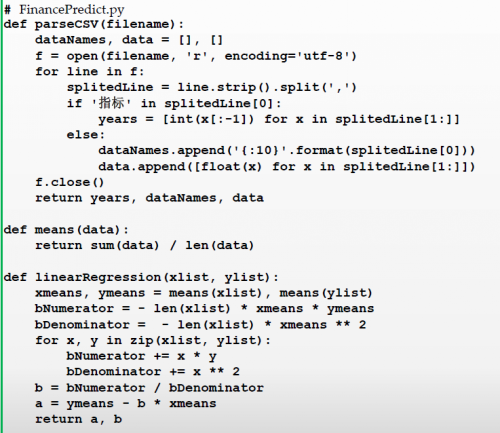 # FinancePredict.py
def parseCSV(filename):
    dataNames, data = [], []
    f = open(filename, 'r', encoding='utf-8')
    for line in f:
        splitedLine = line.strip().split(',')
        if '指标' in splitedLine[0]:
            years = [int(x[:-1]) for x in splitedLine[1:]]
        else:
            dataNames.append('{:10}'.format(splitedLine[0]))
            data.append([float(x) for x in splitedLine[1:]])
    f.close()
    return years, dataNames, data

def means(data):
    return sum(data) / len(data)

def linearRegression(xlist, ylist):
    xmeans, ymeans = means(xlist), means(ylist)
    bNumerator = - len(xlist) * xmeans * ymeans
    bDenominator =  - len(xlist) * xmeans ** 2
    for x, y in zip(xlist, ylist):
        bNumerator += x * y
        bDenominator += x ** 2
    b = bNumerator / bDenominator
    a = ymeans - b * xmeans
    return a, b